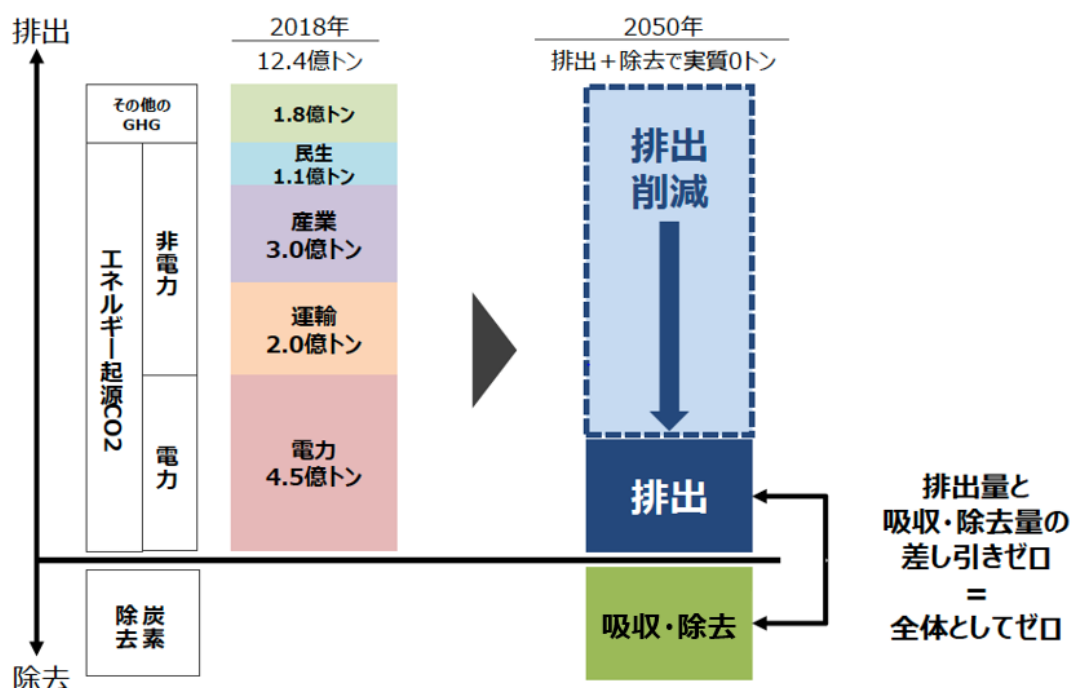 排出
2018年
12.4億トン
2050年
排出＋除去で実質0トン
その他の
GHG
エネルギー起源CO2
非電力
電力
1.8億トン
民生
1.1億トン
産業
3.0億トン
運輸
2.0億トン
電力
4.5億トン
排出
削減
排出
吸収・除去
排出量と
吸収・除去量の
差し引きゼロ
=
全体としてゼロ
炭素
除去
除去